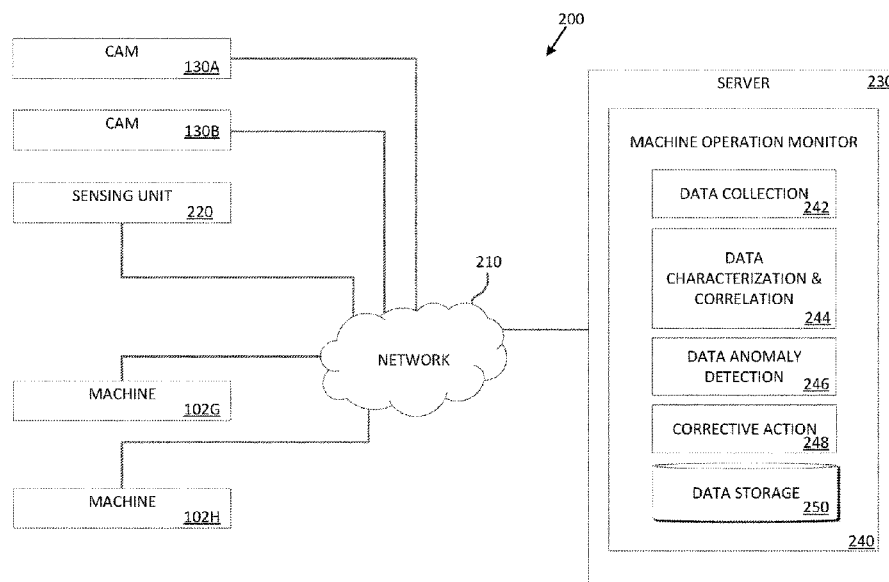 200
CAM
130A
CAM
130B
SENSING UNIT
220
MACHINE
102G
MACHINE
102H
210
NETWORK
SERVER
230
MACHINE OPERATION MONITOR
DATA COLLECTION
242
DATA
CHARACTERIZATION &
CORRELATION
244
DATA ANOMALY
DETECTION
246
CORRECTIVE ACTION
248
DATA STORAGE
250
240